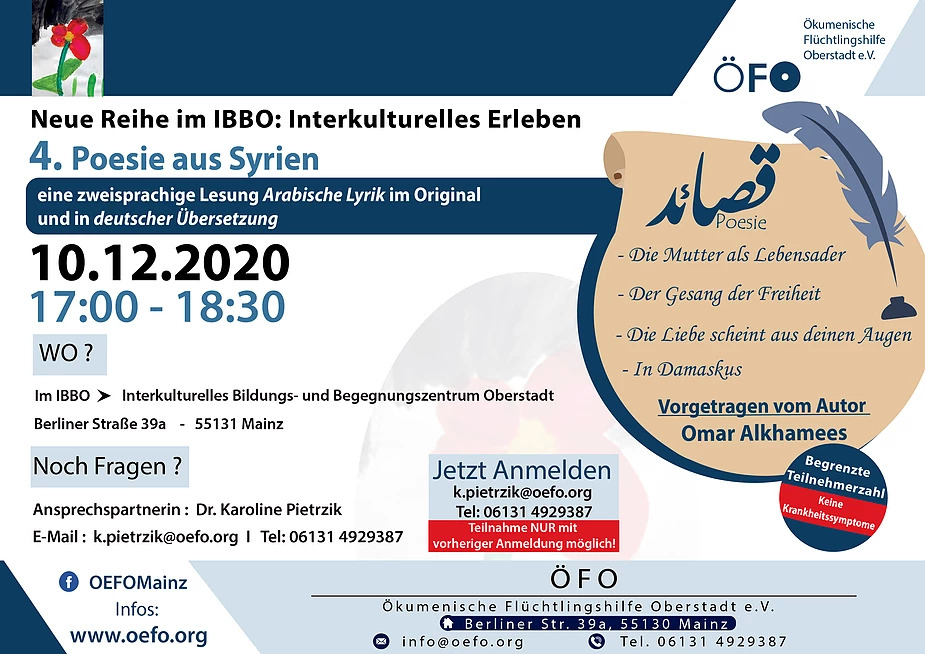 Ökumenische
Flüchtlingshilfe
Oberstadt e.V.
ÖFO
Neue Reihe im IBBO: Interkulturelles Erleben
4. Poesie aus Syrien
eine zweisprachige Lesung Arabische Lyrik im Original
und in deutscher Übersetzung
10.12.2020
17:00 - 18:30
WO ?
Im IBBO ➤ Interkulturelles Bildungs- und Begegnungszentrum Oberstadt
Berliner Straße 39a - 55131 Mainz
Noch Fragen ?
Ansprechspartnerin : Dr. Karoline Pietrzik
E-Mail : k.pietrzik@oefo.org I Tel: 06131 4929387
قصائد
Poesie
- Die Mutter als Lebensader
- Der Gesang der Freiheit
- Die Liebe scheint aus deinen Augen
- In Damaskus
Vorgetragen vom Autor
Omar Alkhamees
Begrenzte
Teilnehmerzahl
Keine
Krankheitssymptome
Jetzt Anmelden
k.pietrzik@oefo.org
Tel: 06131 4929387
Teilnahme NUR mit
vorheriger Anmeldung möglich!
OEFOMainz
Infos:
www.oefo.org
ÖFO
Ökumenische Flüchtlingshilfe Oberstadt e.V.
Berliner Str. 39a, 55130 Mainz
info@oefo.org Tel. 06131 4929387